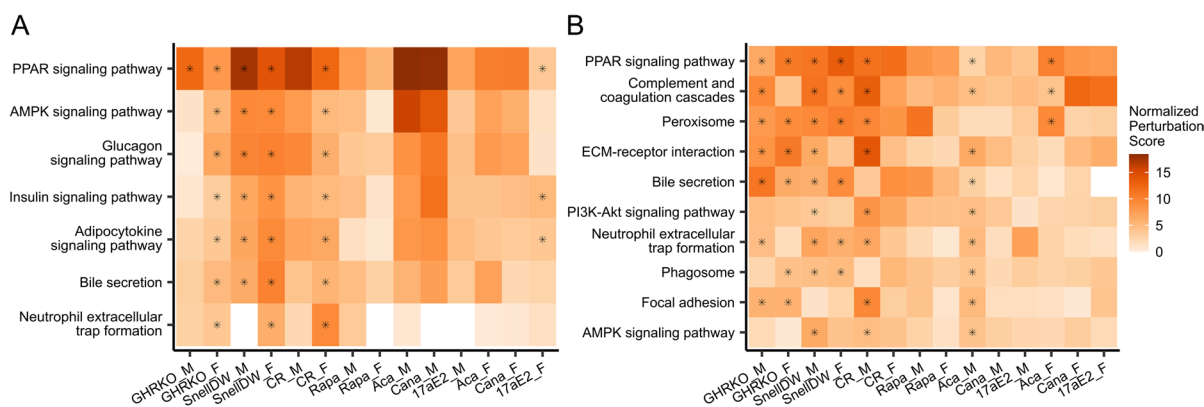 A
PPAR signaling pathway
AMPK signaling pathway
Glucagon
signaling pathway
Insulin signaling pathway
Adipocytokine
signaling pathway
Bile secretion
Neutrophil extracellular
trap formation
GHRKO_M
GHRKO_F
SnellDW_M
SnellDW_F
CR_M
CR_F
Rapa_M
Rapa_F
Aca_M
Cana_M
17aE2_M
Aca_F
Cana_F
17aE2_F
B
PPAR signaling pathway
Complement and
coagulation cascades
Peroxisome
ECM-receptor interaction
Bile secretion
PI3K-Akt signaling pathway
Neutrophil extracellular
trap formation
Phagosome
Focal adhesion
AMPK signaling pathway
GHRKO_M
GHRKO_F
SnellDW_M
SnellDW_F
CR_M
CR_F
Rapa_M
Rapa_F
Aca_M
Cana_M
17aE2_M
Aca_F
Cana_F
17aE2_F
Normalized
Perturbation
Score
15
10
5
0